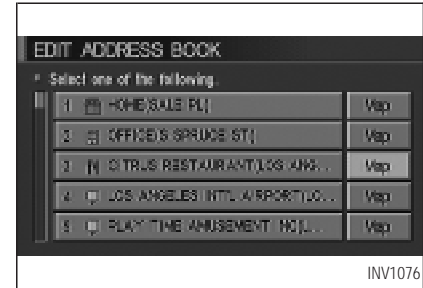 EDIT ADDRESS BOOK
Select one of the following.
1 HOME(SALE PL) Map
2 OFFICE(S SPRUCE ST) Map
3 CITRUS RESTAURANT(LOS ANG... Map
4 LOS ANGELES INTL AIRPORT(LO... Map
5 PLAY TIME AMUSEMENT INC(L... Map
INV1076